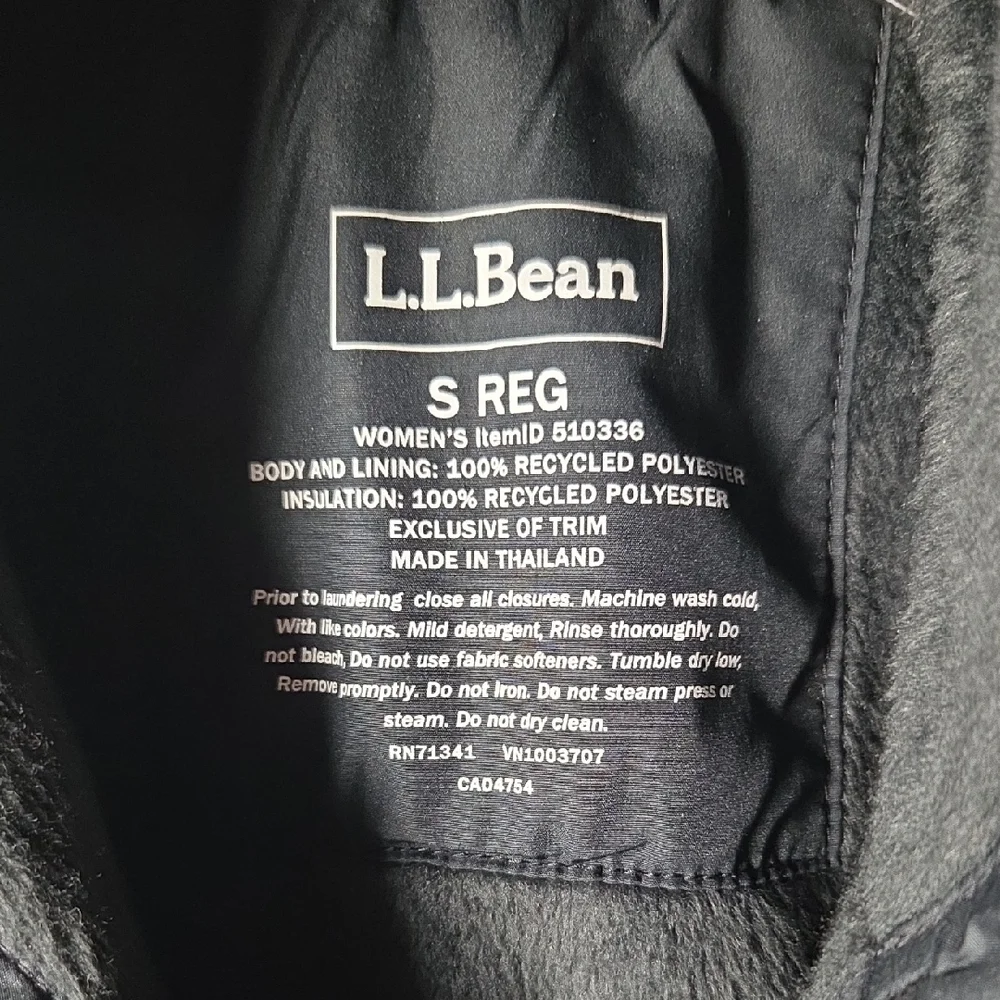 L.L.Bean
S REG
WOMEN'S ItemID 510336
BODY AND LINING: 100% RECYCLED POLYESTER
INSULATION: 100% RECYCLED POLYESTER
EXCLUSIVE OF TRIM
MADE IN THAILAND
Prior to laundering close all closures. Machine wash cold,
With like colors. Mild detergent, Rinse thoroughly. Do
not bleach, Do not use fabric softeners. Tumble dry low,
Remove promptly. Do not Iron. Do not steam press or
steam. Do not dry clean.
RN71341 VN1003707
CA04754